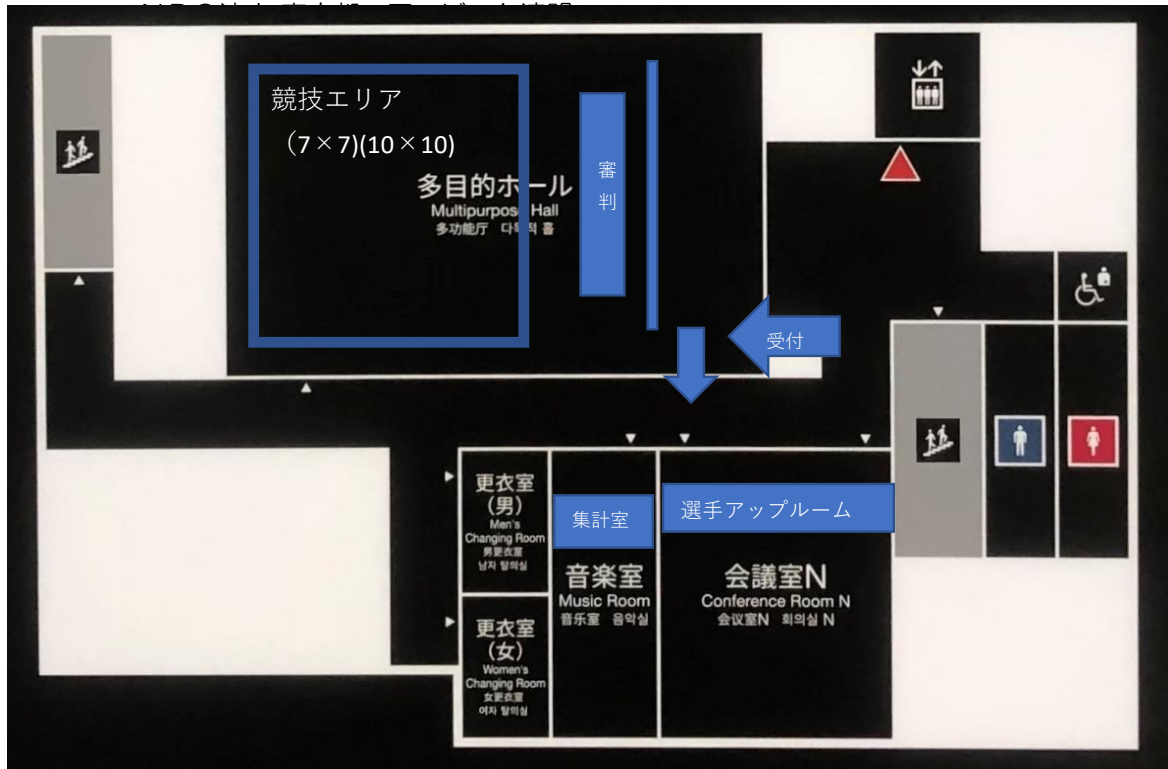 競技エリア
（7×7)(10×10)
多目的ホール
Multipurpose Hall
多功能厅 다목적 홀
審
判
受付
更衣室
（男）
Men's
Changing Room
男更衣室
남자 탈의실
集計室
選手アップルーム
音楽室
Music Room
音乐室 음악실
会議室N
Conference Room N
会议室N 회의실 N
更衣室
（女）
Women's
Changing Room
女更衣室
여자 탈의실